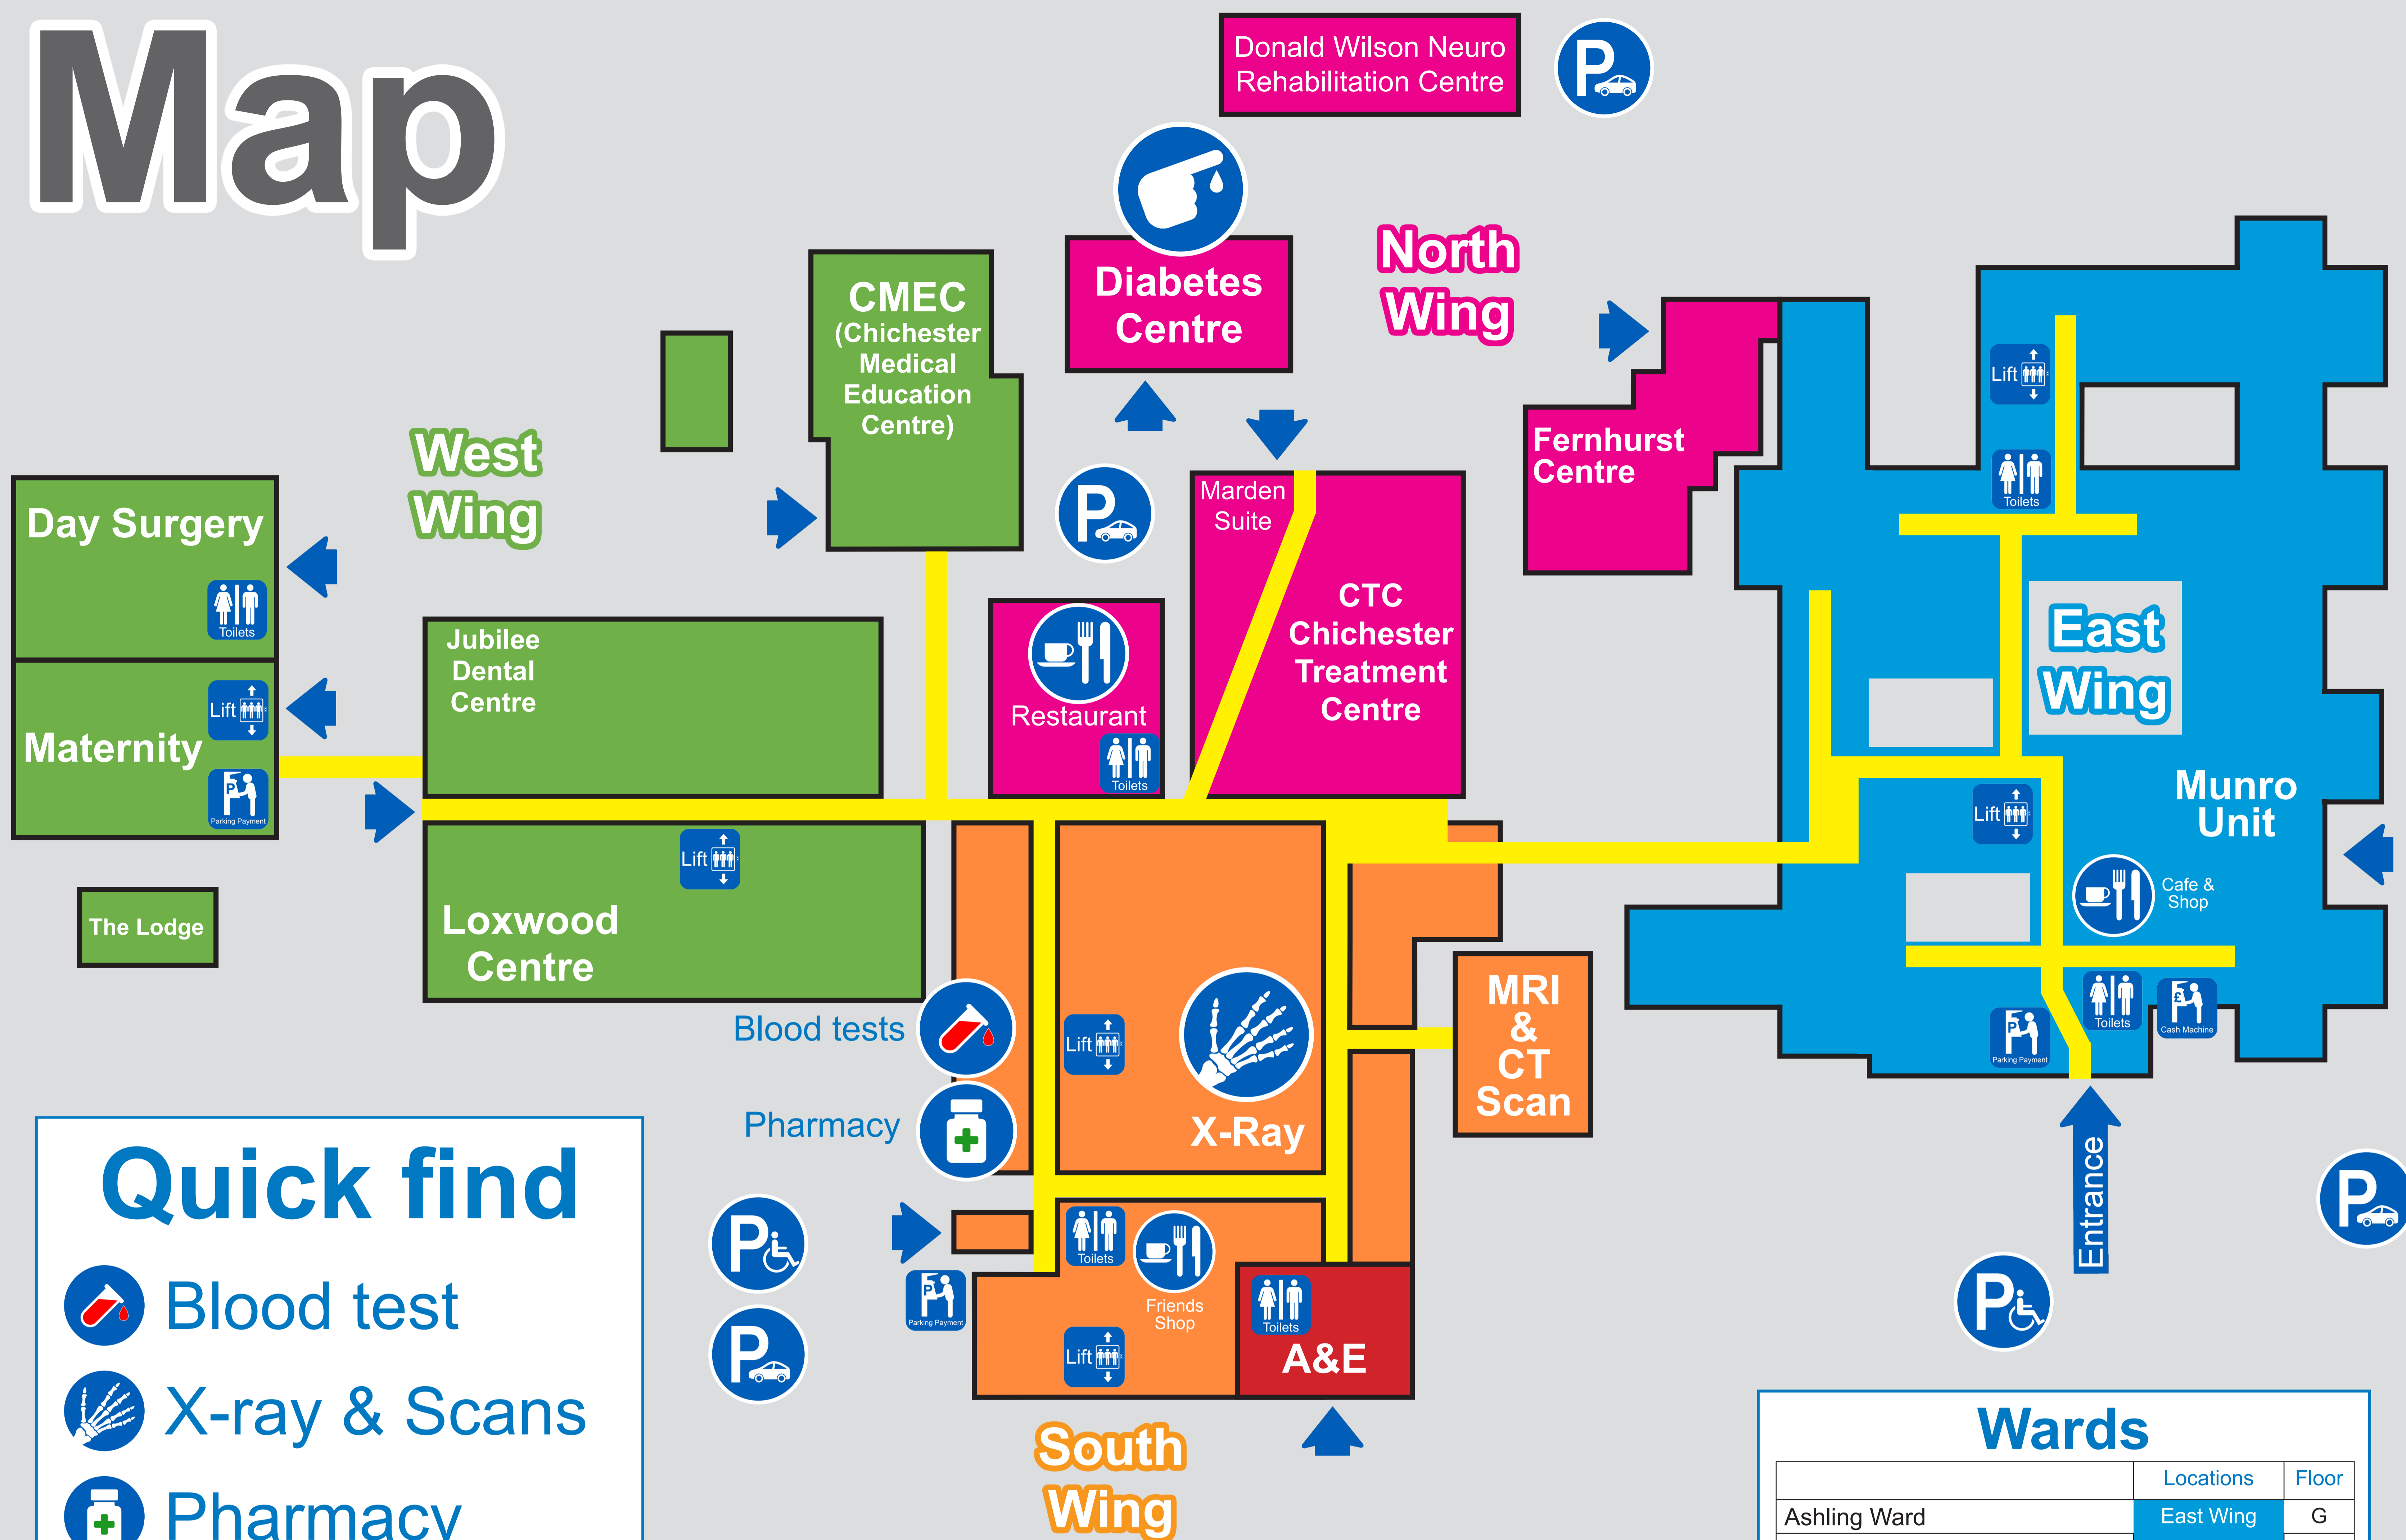 Map
Donald Wilson Neuro
Rehabilitation Centre
P
Diabetes
Centre
North
Wing
CMEC
(Chichester
Medical
Education
Centre)
West
Wing
Day Surgery
Toilets
Maternity
Lift
P
Parking Payment
The Lodge
Jubilee
Dental
Centre
Loxwood
Centre
Lift
P
Restaurant
Toilets
Marden
Suite
CTC
Chichester
Treatment
Centre
Fernhurst
Centre
Lift
Toilets
East
Wing
Munro
Unit
Lift
Cafe &
Shop
Toilets
£
Cash Machine
P
Parking Payment
Entrance
P
P
Blood tests
Pharmacy
Lift
X-Ray
MRI
&
CT
Scan
P
P
P
Parking Payment
Toilets
Friends
Shop
Lift
Toilets
A&E
South
Wing
Quick find
Blood test
X-ray & Scans
Pharmacy
Wards
Locations Floor
Ashling Ward East Wing G